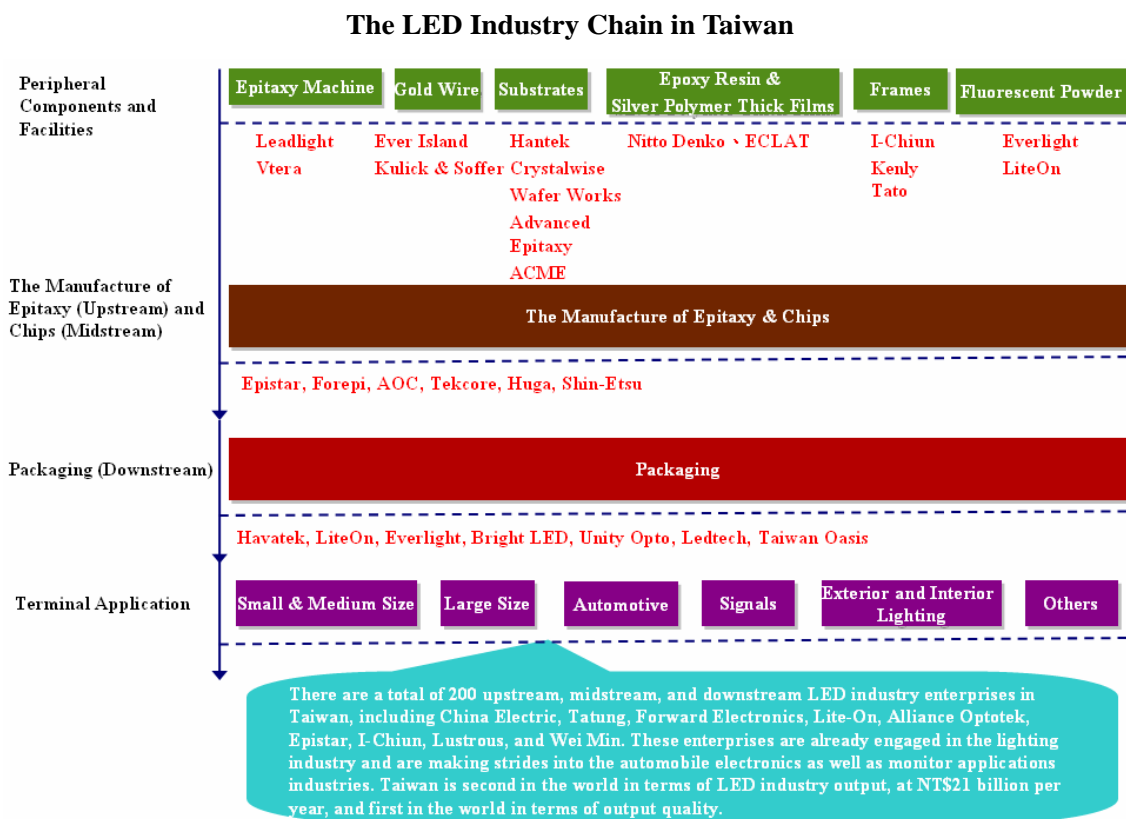 The LED Industry Chain in Taiwan
Peripheral
Components and
Facilities
Epitaxy Machine
Gold Wire
Substrates
Epoxy Resin &
Silver Polymer Thick Films
Frames
Fluorescent Powder
Leadlight
Vtera
Ever Island
Kulick & Soffer
Hantek
Crystalwise
Wafer Works
Advanced
Epitaxy
ACME
Nitto Denko、ECLAT
I-Chiun
Kenly
Tato
Everlight
LiteOn
The Manufacture of
Epitaxy (Upstream) and
Chips (Midstream)
The Manufacture of Epitaxy & Chips
Epistar, Forepi, AOC, Tekcore, Huga, Shin-Etsu
Packaging (Downstream)
Packaging
Havatek, LiteOn, Everlight, Bright LED, Unity Opto, Ledtech, Taiwan Oasis
Terminal Application
Small & Medium Size
Large Size
Automotive
Signals
Exterior and Interior
Lighting
Others
There are a total of 200 upstream, midstream, and downstream LED industry enterprises in
Taiwan, including China Electric, Tatung, Forward Electronics, Lite-On, Alliance Optotek,
Epistar, I-Chiun, Lustrous, and Wei Min. These enterprises are already engaged in the lighting
industry and are making strides into the automobile electronics as well as monitor applications
industries. Taiwan is second in the world in terms of LED industry output, at NT$21 billion per
year, and first in the world in terms of output quality.